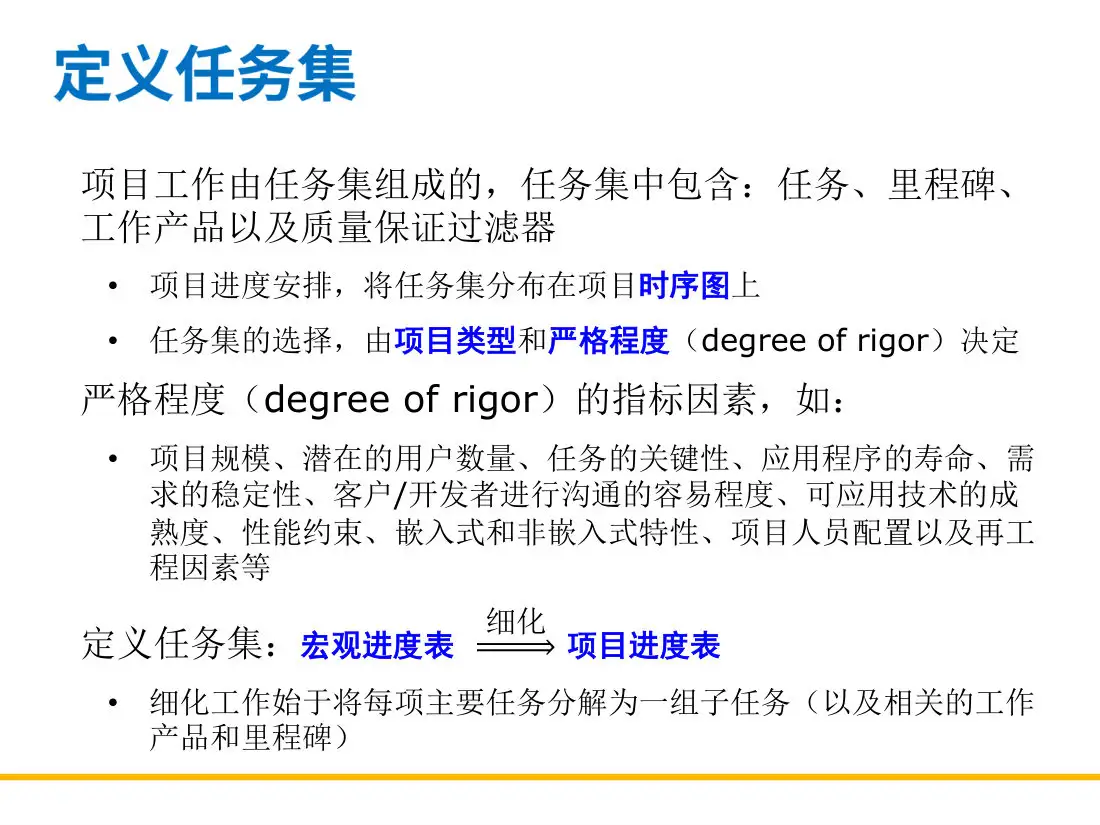 定义任务集
项目工作由任务集组成的，任务集中包含：任务、里程碑、
工作产品以及质量保证过滤器
• 项目进度安排，将任务集分布在项目时序图上
• 任务集的选择，由项目类型和严格程度（degree of rigor）决定
严格程度（degree of rigor）的指标因素，如：
• 项目规模、潜在的用户数量、任务的关键性、应用程序的寿命、需
求的稳定性、客户/开发者进行沟通的容易程度、可应用技术的成
熟度、性能约束、嵌入式和非嵌入式特性、项目人员配置以及再工
程因素等
细化
定义任务集：宏观进度表 ⟹ 项目进度表
• 细化工作始于将每项主要任务分解为一组子任务（以及相关的工作
产品和里程碑）